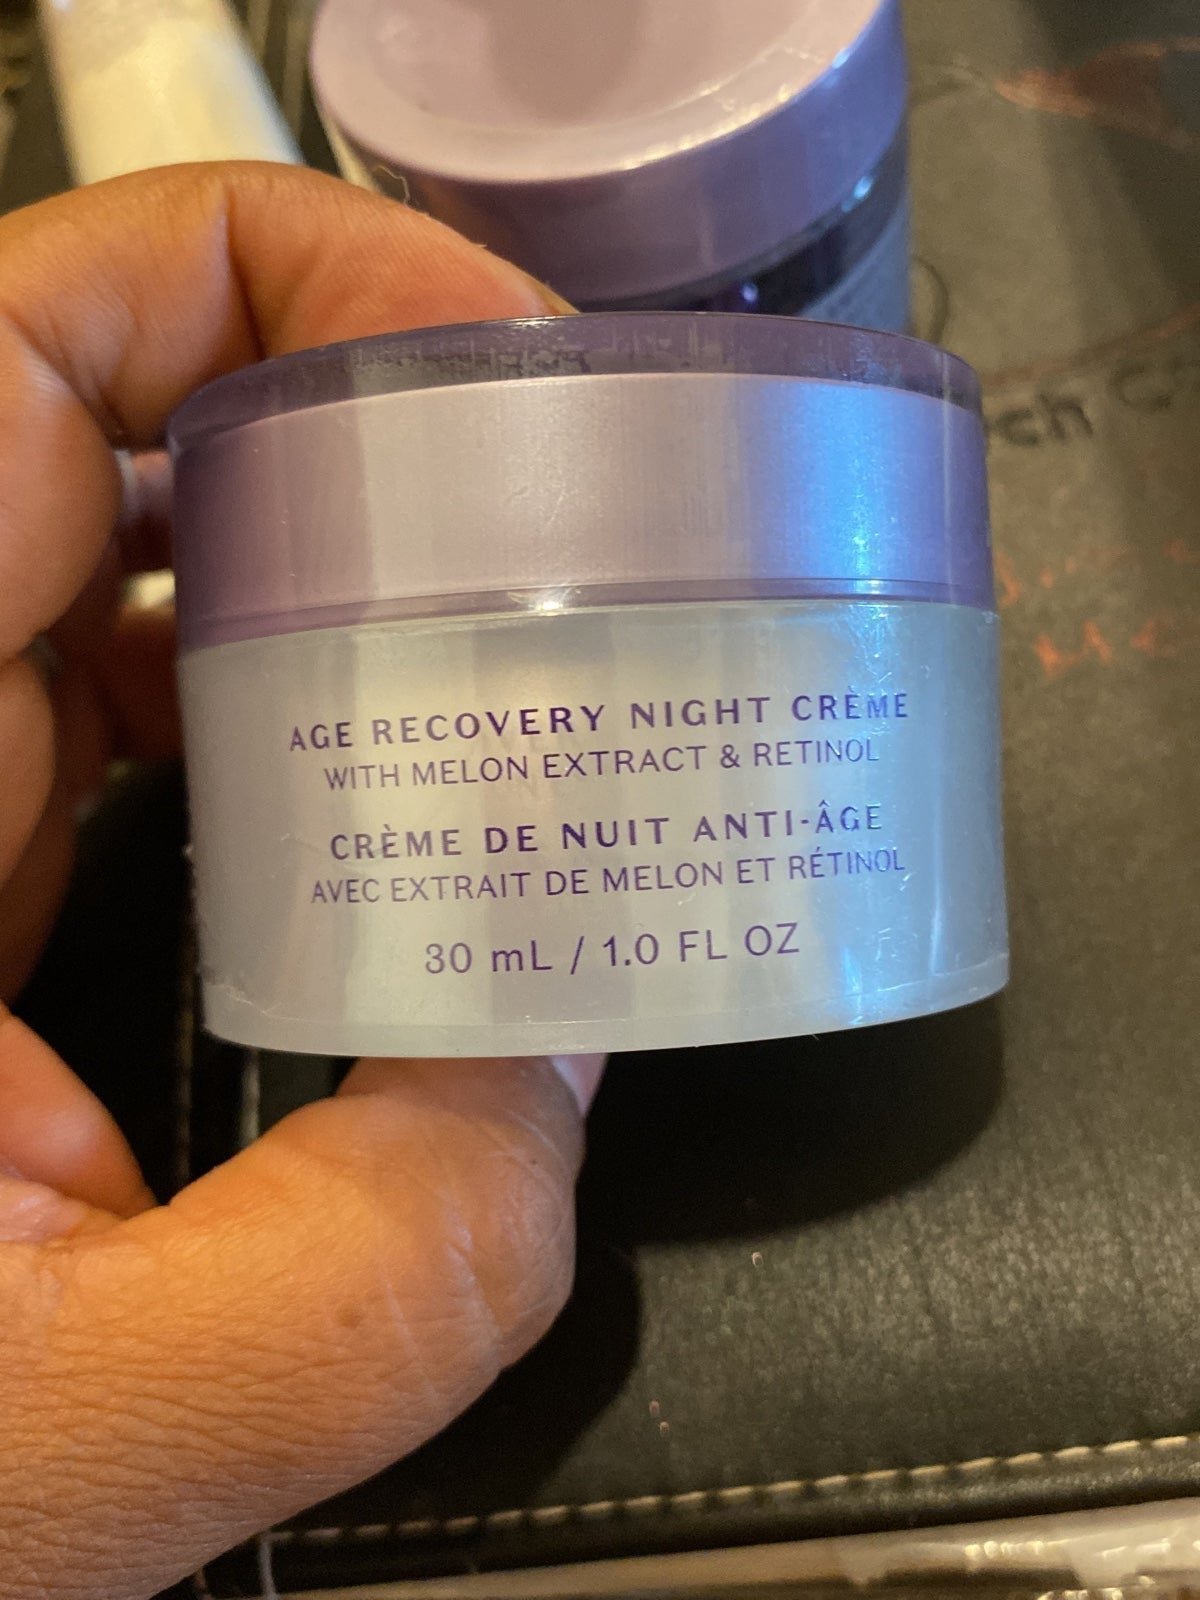 AGE RECOVERY NIGHT CRÈME
WITH MELON EXTRACT & RETINOL
CRÈME DE NUIT ANTI-ÂGE
AVEC EXTRAIT DE MELON ET RÉTINOL
30 mL / 1.0 FL OZ